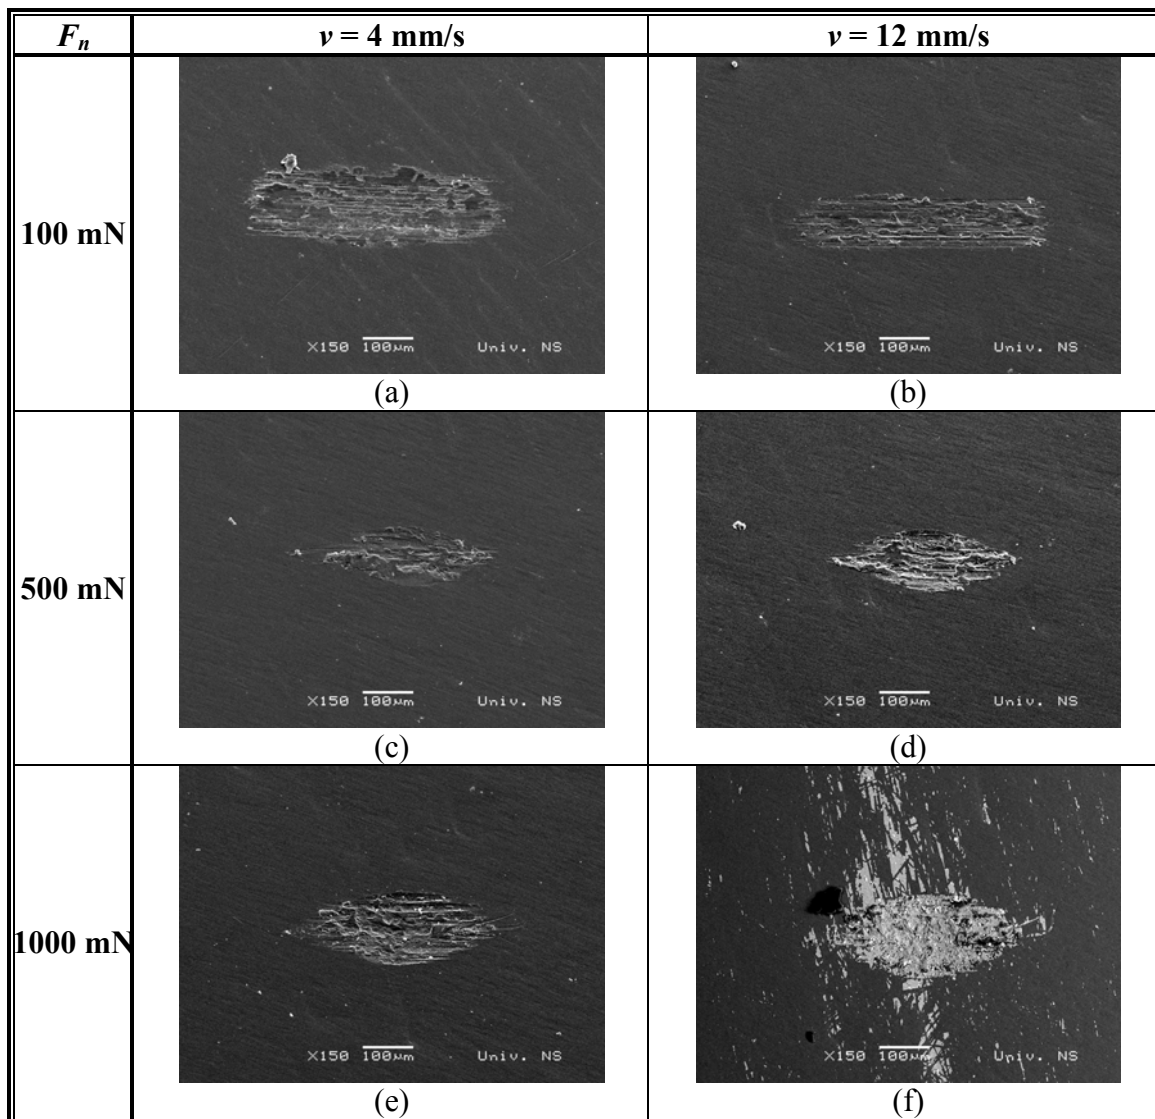 Fn v = 4 mm/s v = 12 mm/s
100 mN
X150 100µm Univ. NS
X150 100µm Univ. NS
(a) (b)
500 mN
X150 100µm Univ. NS
X150 100µm Univ. NS
(c) (d)
1000 mN
X150 100µm Univ. NS
X150 100µm Univ. NS
(e) (f)